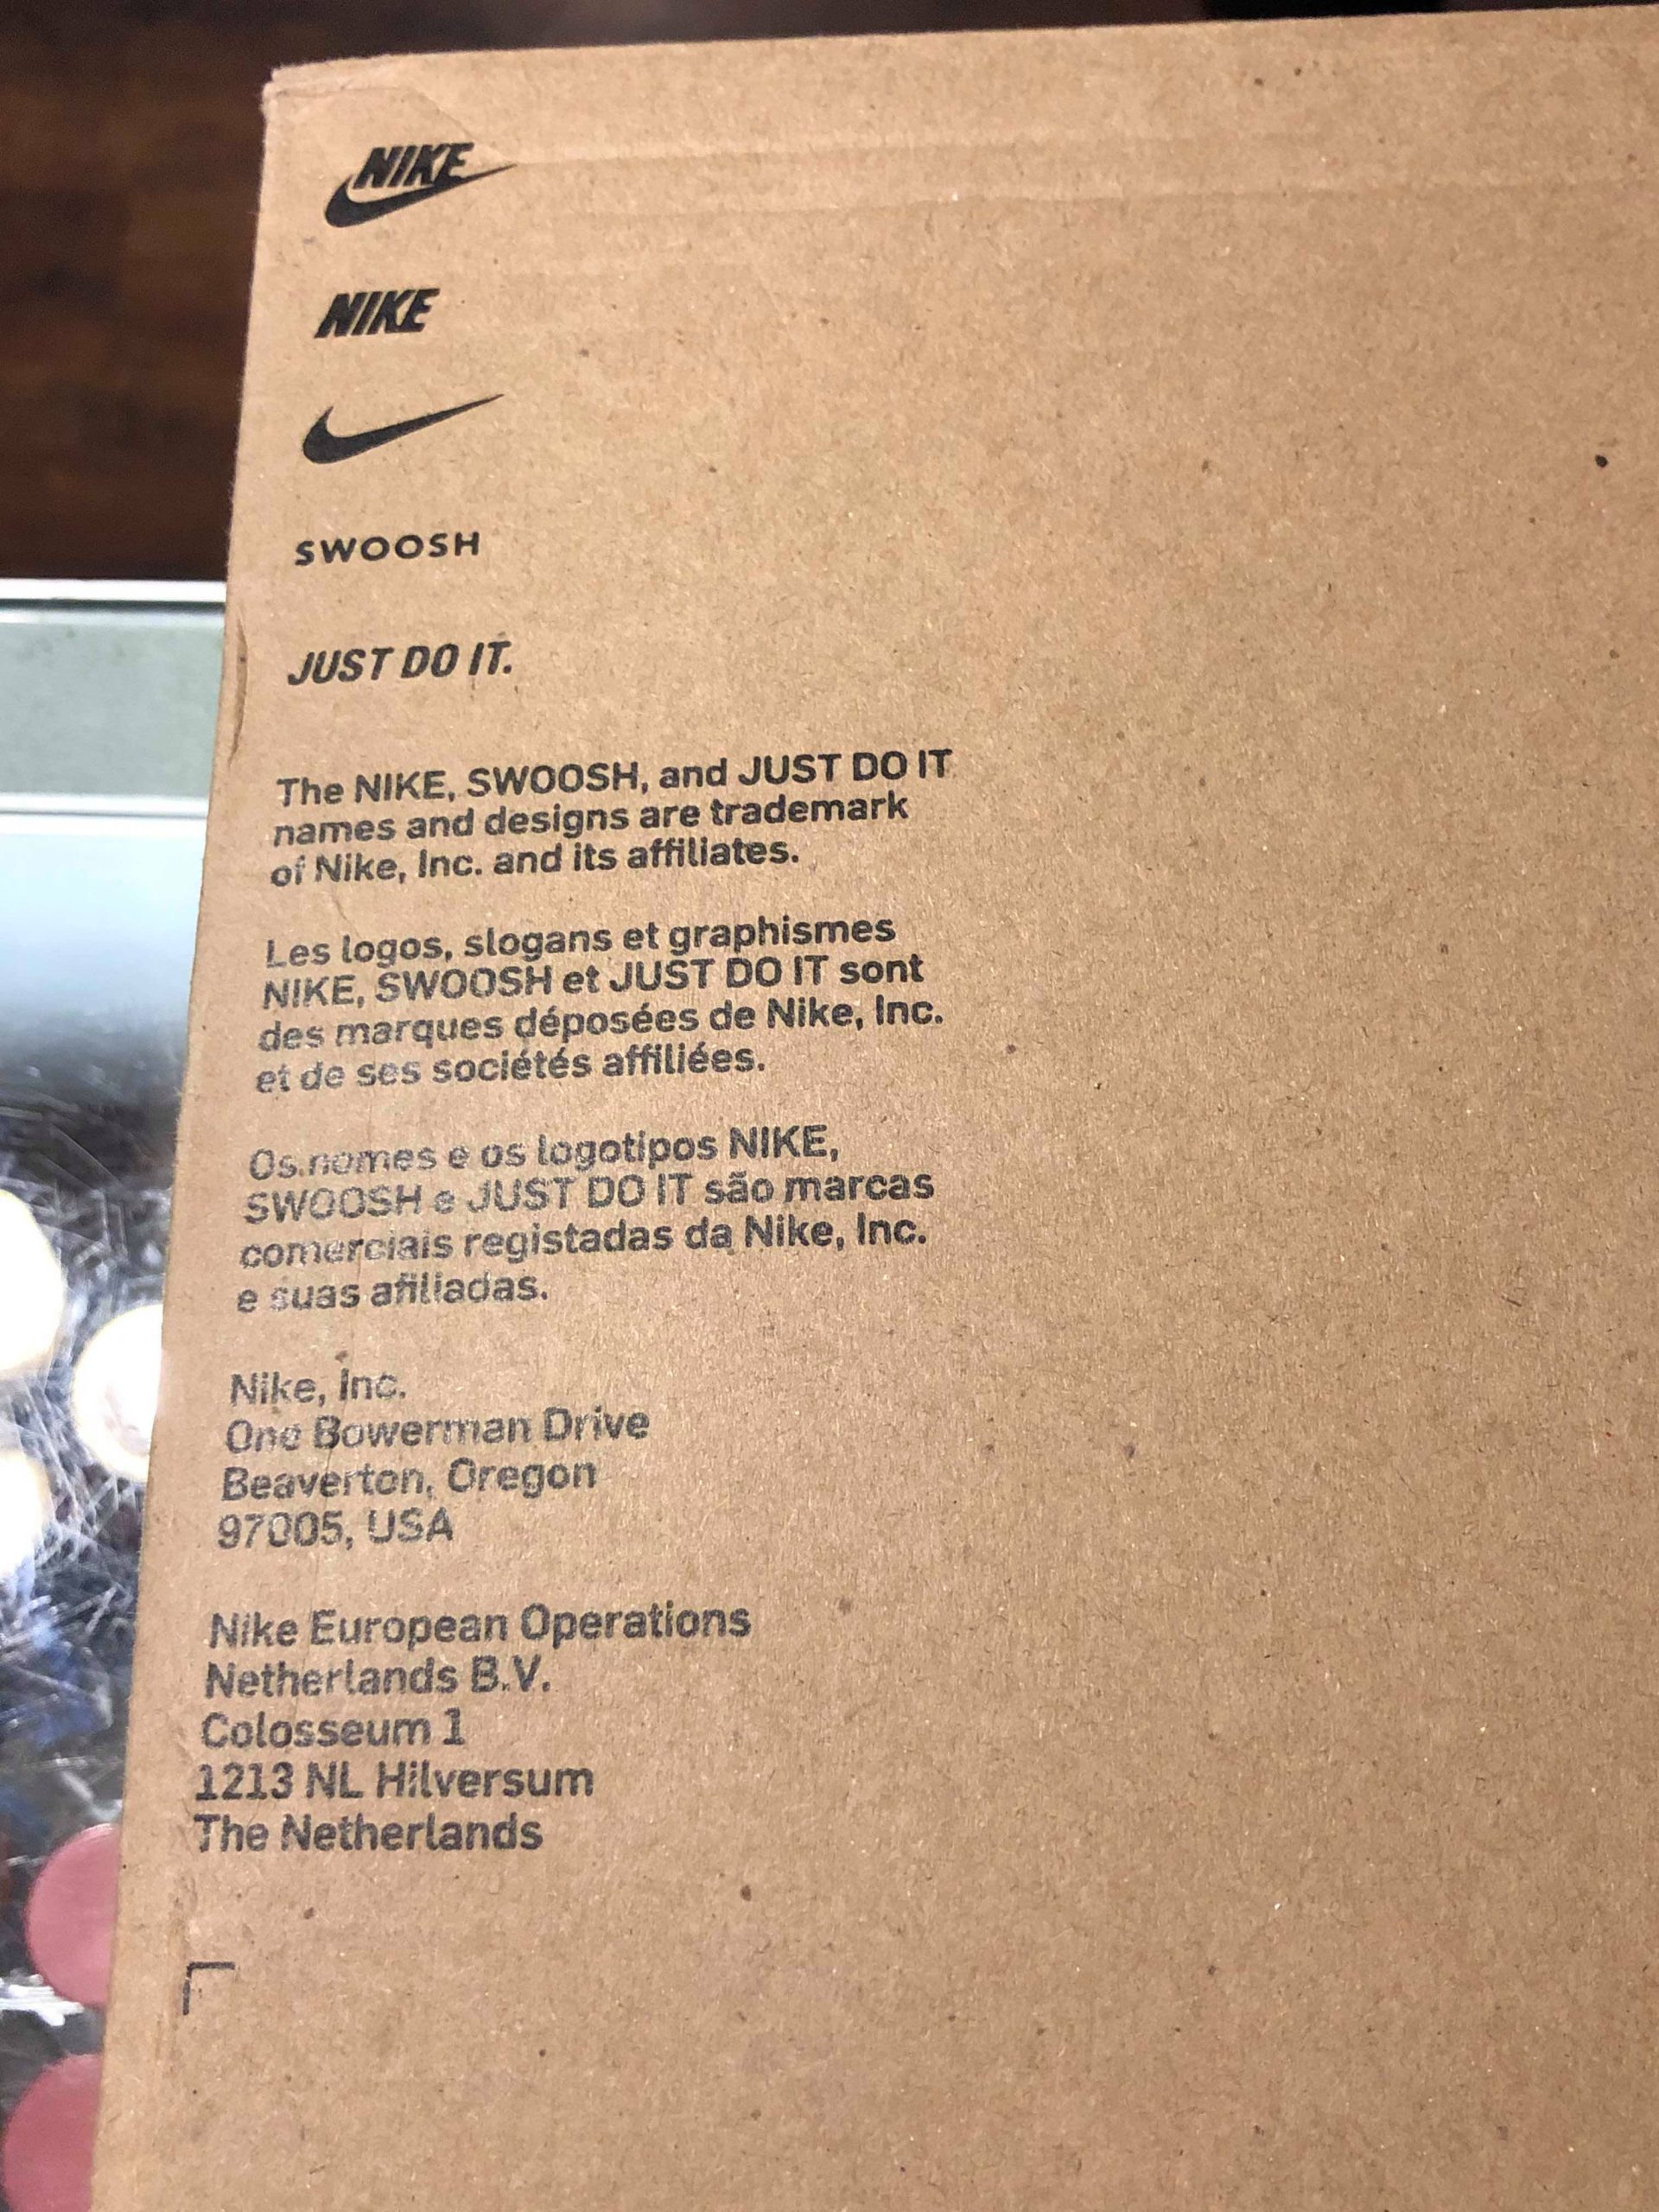 NIKE
NIKE
SWOOSH
JUST DO IT.
The NIKE, SWOOSH, and JUST DO IT
names and designs are trademark
of Nike, Inc. and its affiliates.
Les logos, slogans et graphismes
NIKE, SWOOSH et JUST DO IT sont
des marques déposées de Nike, Inc.
et de ses sociétés affiliées.
Os nomes e os logotipos NIKE,
SWOOSH e JUST DO IT são marcas
comerciais registadas da Nike, Inc.
e suas afiliadas.
Nike, Inc.
One Bowerman Drive
Beaverton, Oregon
97005, USA
Nike European Operations
Netherlands B.V.
Colosseum 1
1213 NL Hilversum
The Netherlands